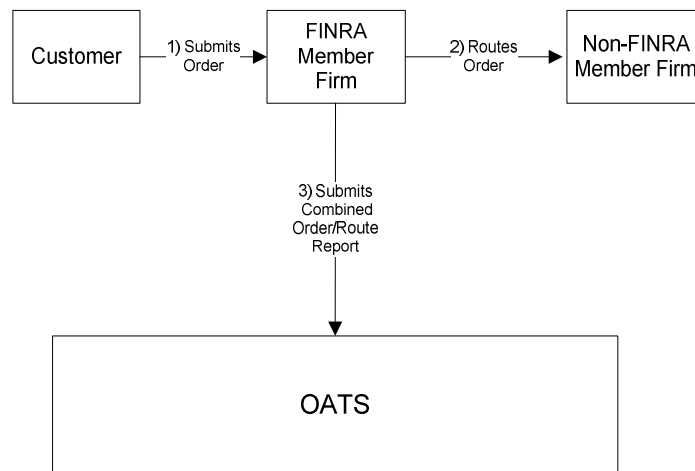 Customer
1) Submits
Order
FINRA
Member
Firm
2) Routes
Order
Non-FINRA
Member Firm
3) Submits
Combined
Order/Route
Report
OATS